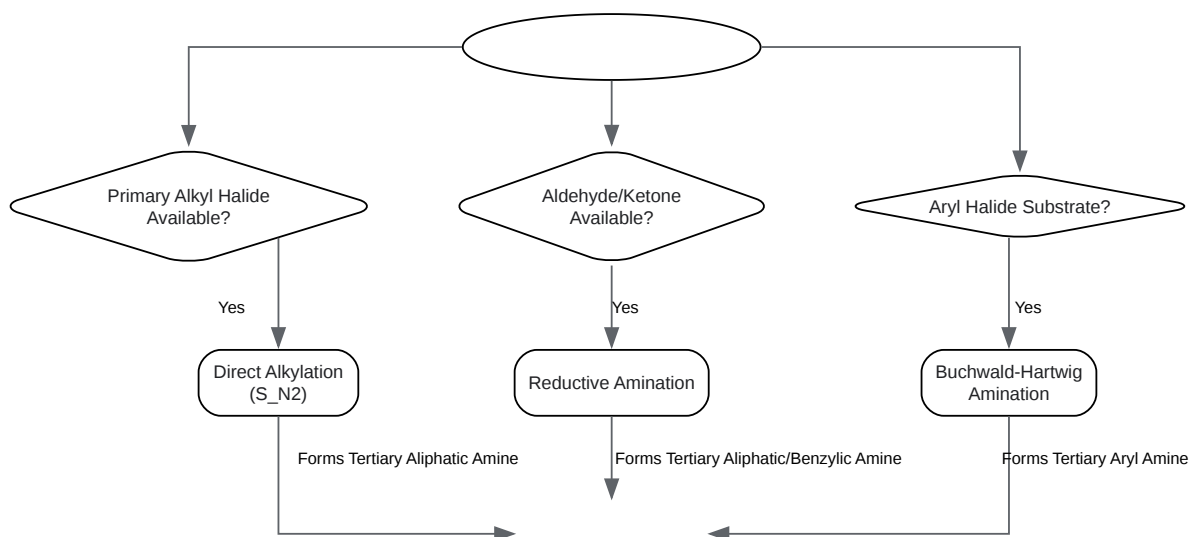 Primary Alkyl Halide
Available?
Aldehyde/Ketone
Available?
Aryl Halide Substrate?
Yes
Yes
Yes
Direct Alkylation
(S_N2)
Reductive Amination
Buchwald-Hartwig
Amination
Forms Tertiary Aliphatic Amine
Forms Tertiary Aliphatic/Benzylic Amine
Forms Tertiary Aryl Amine